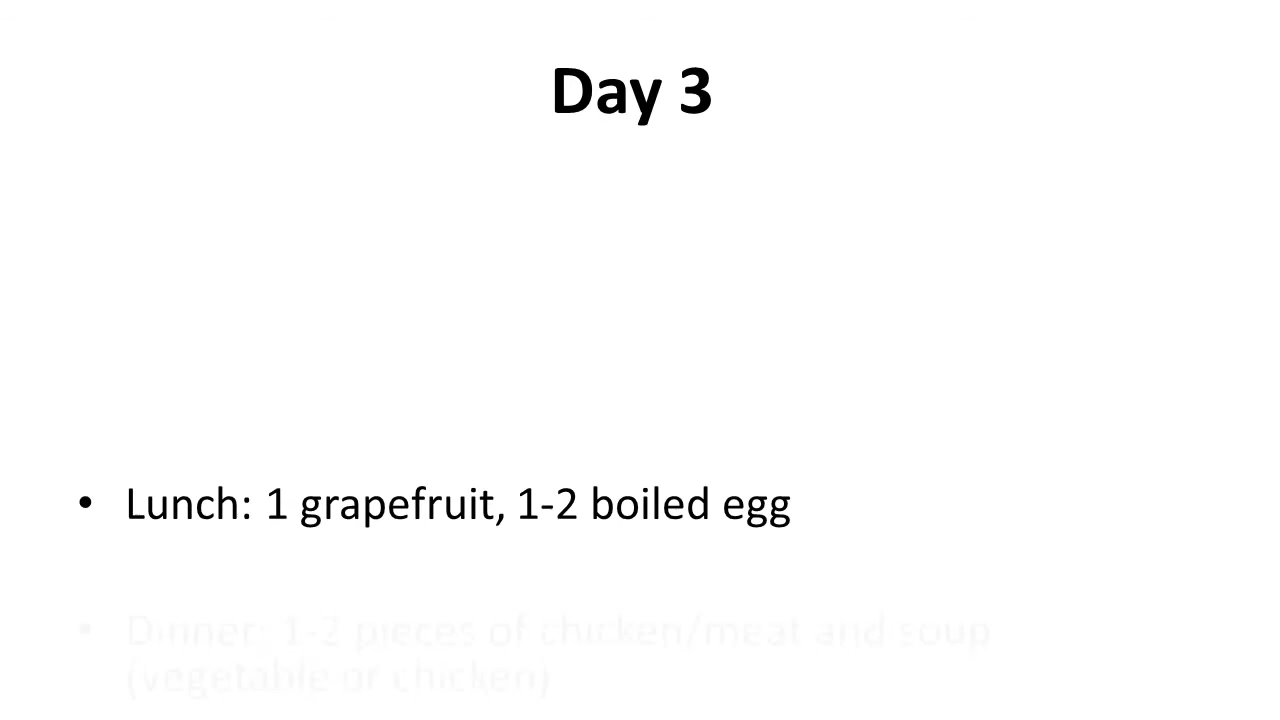 Day 3
• Lunch: 1 grapefruit, 1-2 boiled egg
• Dinner: 1-2 pieces of chicken/meat and soup
(vegetable or chicken)